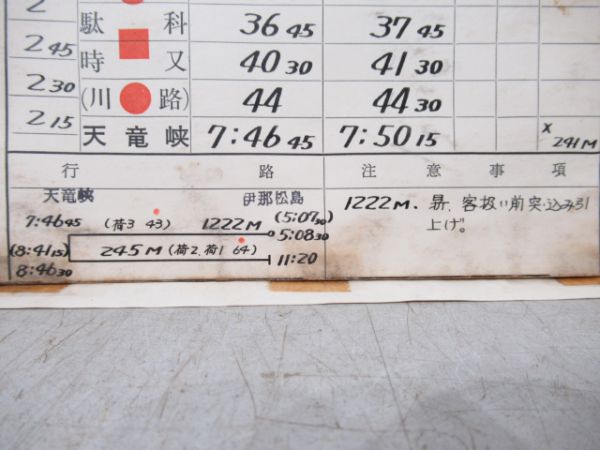 2
駄 科 36 45 37 45
2 45
時 又 40 30 41 30
2 30
(川 路) 44 44 30
2 15
天 竜 峡 7:46 45 7:50 15 × 241M
行 路 注 意 事 項
天竜峡 伊那松島 1222M、昇、客扱い前突込み引
7:46 45 (荷3 43) 1222M (5:07 30) 上げ。
5:08 30
(8:41 15) 245M (荷2、荷1 64)
8:46 30 11:20